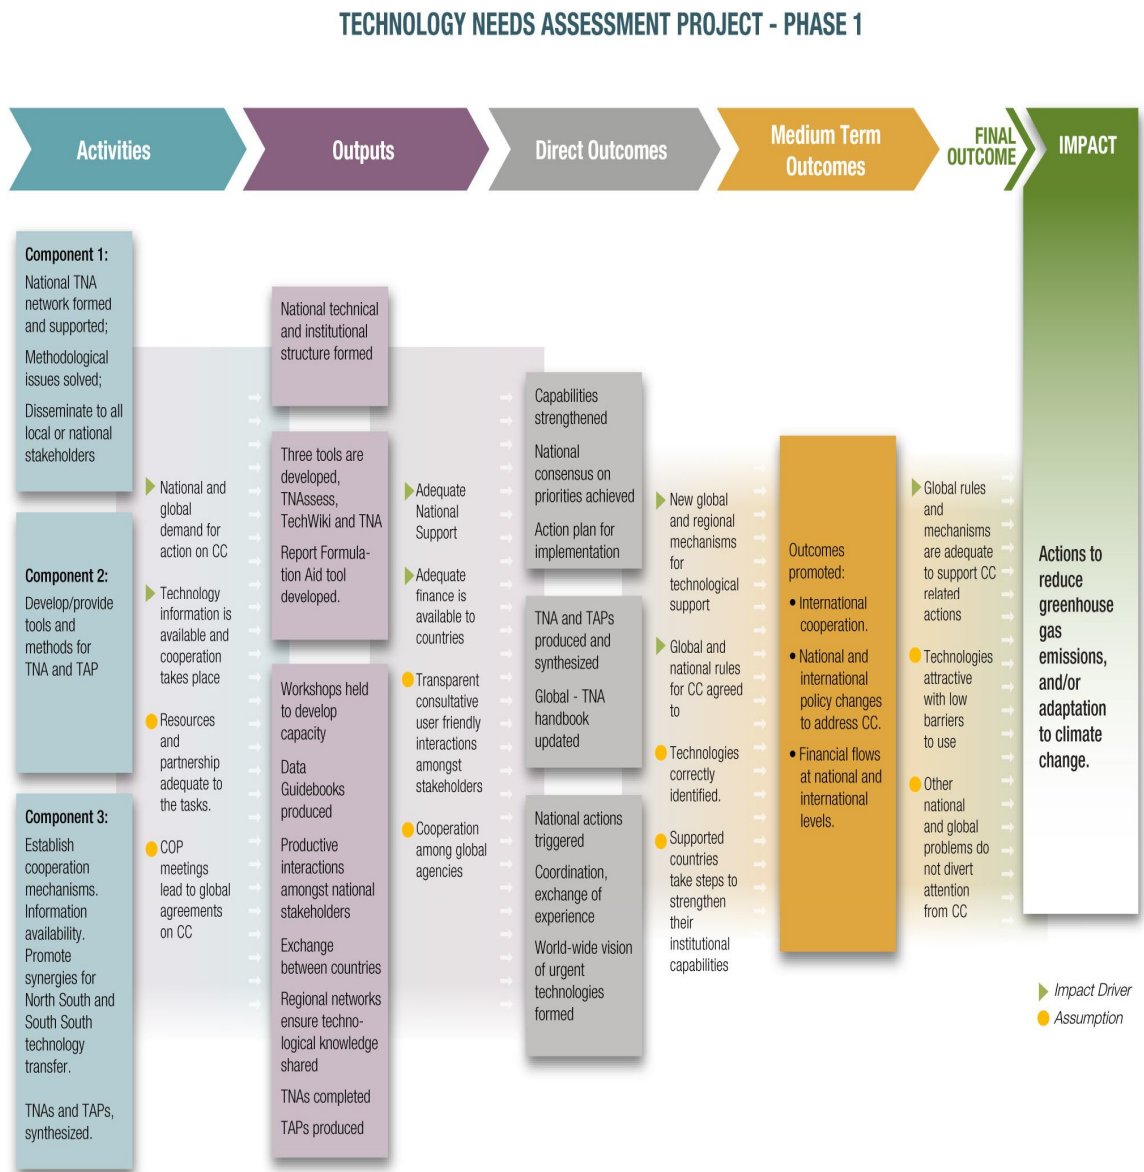 TECHNOLOGY NEEDS ASSESSMENT PROJECT - PHASE 1
Activities
Outputs
Direct Outcomes
Medium Term
Outcomes
FINAL
OUTCOME
IMPACT
Component 1:
National TNA
network formed
and supported;
Methodological
issues solved;
Disseminate to all
local or national
stakeholders
Component 2:
Develop/provide
tools and
methods for
TNA and TAP
Component 3:
Establish
cooperation
mechanisms.
Information
availability.
Promote
synergies for
North South and
South South
technology
transfer.
TNAs and TAPs,
synthesized.
National and
global
demand for
action on CC
Technology
information is
available and
cooperation
takes place
Resources
and
partnership
adequate to
the tasks.
COP
meetings
lead to global
agreements
on CC
National technical
and institutional
structure formed
Three tools are
developed,
TNAssess,
TechWiki and TNA
Report Formula-
tion Aid tool
developed.
Workshops held
to develop
capacity
Data
Guidebooks
produced
Productive
interactions
amongst national
stakeholders
Exchange
between countries
Regional networks
ensure techno-
logical knowledge
shared
TNAs completed
TAPs produced
Adequate
National
Support
Adequate
finance is
available to
countries
Transparent
consultative
user friendly
interactions
amongst
stakeholders
Cooperation
among global
agencies
Capabilities
strengthened
National
consensus on
priorities achieved
Action plan for
implementation
TNA and TAPs
produced and
synthesized
Global - TNA
handbook
updated
National actions
triggered
Coordination,
exchange of
experience
World-wide vision
of urgent
technologies
formed
New global
and regional
mechanisms
for
technological
support
Global and
national rules
for CC agreed
to
Technologies
correctly
identified.
Supported
countries
take steps to
strengthen
their
institutional
capabilities
Outcomes
promoted:
• International
cooperation.
• National and
international
policy changes
to address CC.
• Financial flows
at national and
international
levels.
Global rules
and
mechanisms
are adequate
to support CC
related
actions
Technologies
attractive
with low
barriers
to use
Other
national
and global
problems do
not divert
attention
from CC
Actions to
reduce
greenhouse
gas
emissions,
and/or
adaptation
to climate
change.
Impact Driver
Assumption